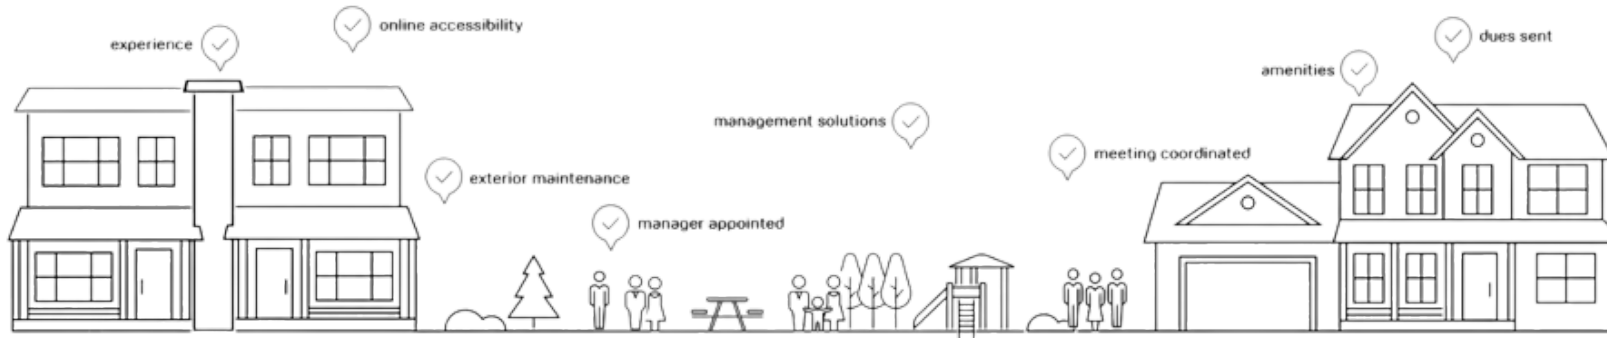 experience
online accessibility
exterior maintenance
manager appointed
management solutions
meeting coordinated
amenities
dues sent